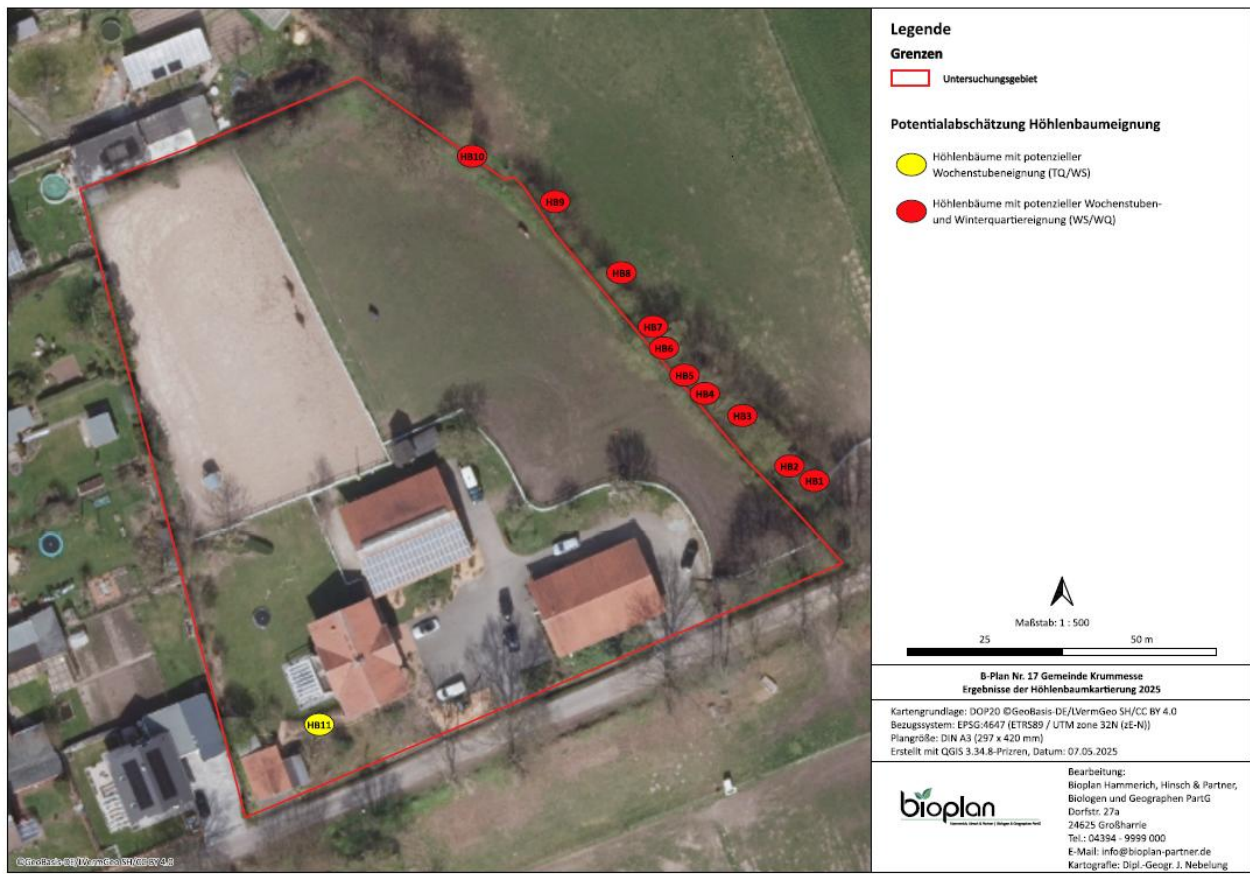 HB10
HB9
HB8
HB7
HB6
HB5
HB4
HB3
HB2
HB1
HB11
©GeoBasis-DE/LVermGeo SH/CC BY 4.0
Legende
Grenzen
Untersuchungsgebiet
Potentialabschätzung Höhlenbaumeignung
Höhlenbäume mit potenzieller
Wochenstubeneignung (TQ/WS)
Höhlenbäume mit potenzieller Wochenstuben-
und Winterquartiereignung (WS/WQ)
Maßstab: 1 : 500
25 50 m
B-Plan Nr. 17 Gemeinde Krummesse
Ergebnisse der Höhlenbaumkartierung 2025
Kartengrundlage: DOP20 ©GeoBasis-DE/LVermGeo SH/CC BY 4.0
Bezugssystem: EPSG:4647 (ETRS89 / UTM zone 32N (zE-N))
Plangröße: DIN A3 (297 x 420 mm)
Erstellt mit QGIS 3.34.8-Prizren, Datum: 07.05.2025
bioplan
Hammerich, Hinsch & Partner | Biologen & Geographen PartG
Bearbeitung:
Bioplan Hammerich, Hinsch & Partner,
Biologen und Geographen PartG
Dorfstr. 27a
24625 Großharrie
Tel.: 04394 - 9999 000
E-Mail: info@bioplan-partner.de
Kartografie: Dipl.-Geogr. J. Nebelung